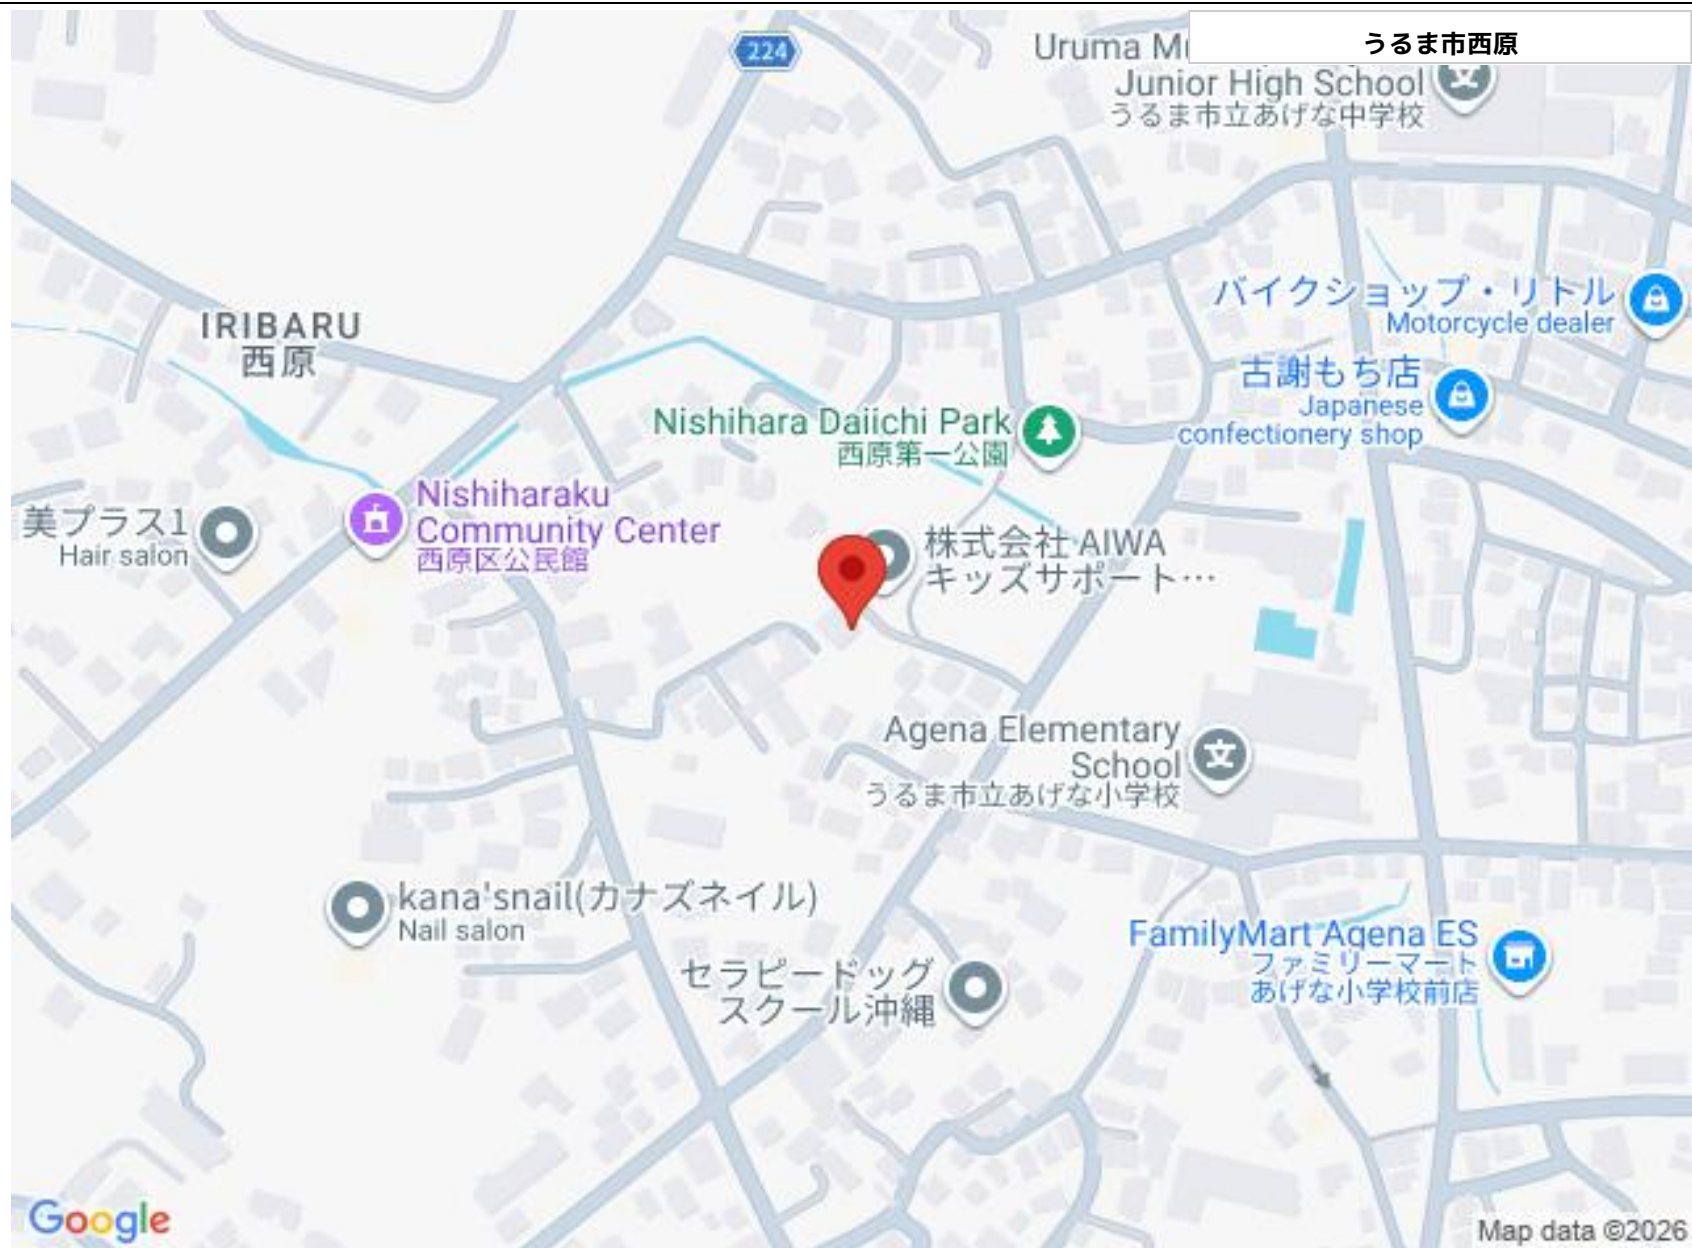 うるま市西原
224
Uruma M
Junior High School
うるま市立あげな中学校
IRIBARU
西原
バイクショップ・リトル
Motorcycle dealer
古謝もち店
Japanese
confectionery shop
Nishihara Daiichi Park
西原第一公園
Nishiharaku
Community Center
西原区公民館
美プラス1
Hair salon
株式会社 AIWA
キッズサポート…
Agena Elementary
School
うるま市立あげな小学校
kana'snail(カナズネイル)
Nail salon
セラピードッグ
スクール沖縄
FamilyMart Agena ES
ファミリーマート
あげな小学校前店
Google
Map data ©2026